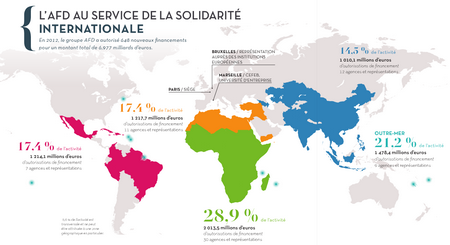 L'AFD AU SERVICE DE LA SOLIDARITÉ
INTERNATIONALE
En 2012, le groupe AFD a autorisé 648 nouveaux financements
pour un montant total de 6,977 milliards d'euros.
BRUXELLES / REPRÉSENTATION
AUPRÈS DES INSTITUTIONS
EUROPÉENNES
MARSEILLE / CEFEB,
UNIVERSITÉ D'ENTREPRISE
PARIS / SIÈGE
14.5 % de l'activité
1 010,1 millions d'euros
d'autorisations de financement
agences et représentations
17.4 % de l'activité
1 217,7 millions d'euros
d'autorisations de financement
agences et représentations
17.4 % de l'activité
1 214,1 millions d'euros
d'autorisations de financement
7 agences et représentations
OUTRE-MER
21.2 % de l'activité
1 478,4 millions d'euros
d'autorisations de financement
9 agences et représentations
28,9 % de l'activité
2 013,5 millions d'euros
d'autorisations de financement
agences et représentations